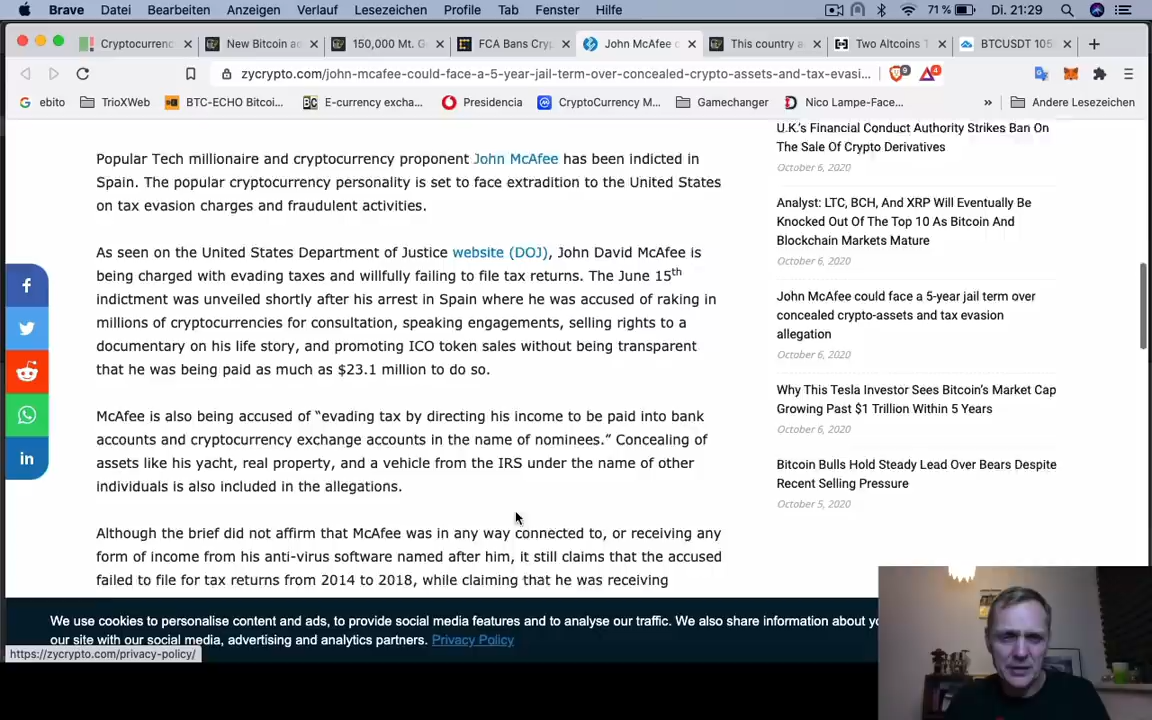 Brave Datei Bearbeiten Anzeigen Verlauf Lesezeichen Profile Tab Fenster Hilfe 71 % Di. 21:29
Cryptocurrenc New Bitcoin ad 150,000 Mt. G FCA Bans Cry John McAfee c This country a Two Altcoins T BTCUSDT 105
zycrypto.com/john-mcafee-could-face-a-5-year-jail-term-over-concealed-crypto-assets-and-tax-evasi... 9 4
ebito TrioXWeb BTC-ECHO Bitcoi... E-currency excha... Presidencia CryptoCurrency M... Gamechanger Nico Lampe-Face... » Andere Lesezeichen
Popular Tech millionaire and cryptocurrency proponent John McAfee has been indicted in
Spain. The popular cryptocurrency personality is set to face extradition to the United States
on tax evasion charges and fraudulent activities.
As seen on the United States Department of Justice website (DOJ), John David McAfee is
being charged with evading taxes and willfully failing to file tax returns. The June 15th
indictment was unveiled shortly after his arrest in Spain where he was accused of raking in
millions of cryptocurrencies for consultation, speaking engagements, selling rights to a
documentary on his life story, and promoting ICO token sales without being transparent
that he was being paid as much as $23.1 million to do so.
McAfee is also being accused of “evading tax by directing his income to be paid into bank
accounts and cryptocurrency exchange accounts in the name of nominees.” Concealing of
assets like his yacht, real property, and a vehicle from the IRS under the name of other
individuals is also included in the allegations.
Although the brief did not affirm that McAfee was in any way connected to, or receiving any
form of income from his anti-virus software named after him, it still claims that the accused
failed to file for tax returns from 2014 to 2018, while claiming that he was receiving
U.K.'s Financial Conduct Authority Strikes Ban On
The Sale Of Crypto Derivatives
October 6, 2020
Analyst: LTC, BCH, And XRP Will Eventually Be
Knocked Out Of The Top 10 As Bitcoin And
Blockchain Markets Mature
October 6, 2020
John McAfee could face a 5-year jail term over
concealed crypto-assets and tax evasion
allegation
October 6, 2020
Why This Tesla Investor Sees Bitcoin's Market Cap
Growing Past $1 Trillion Within 5 Years
October 6, 2020
Bitcoin Bulls Hold Steady Lead Over Bears Despite
Recent Selling Pressure
October 5, 2020
We use cookies to personalise content and ads, to provide social media features and to analyse our traffic. We also share information about yo
our site with our social media, advertising and analytics partners. Privacy Policy
https://zycrypto.com/privacy-policy/